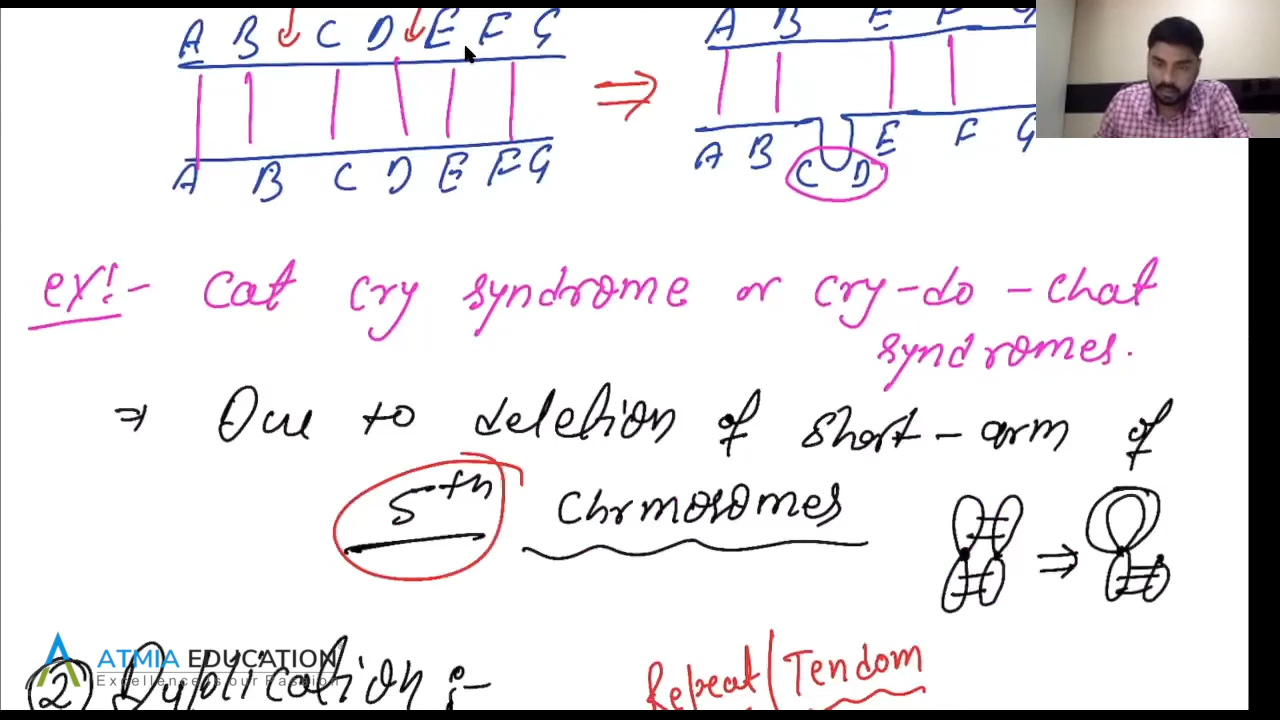 A B ↓ C D ↓ E F G ⇒ A B E F G
A B C D E F G A B C D E F G
ex:- Cat cry syndrome or cry-do-chat
syndromes.
⇒ Due to deletion of short-arm of
5th Chrmosomes ⇒
ATMIA EDUCATION
Excellence is our Passion
② Duplication :- Repeat/Tendom